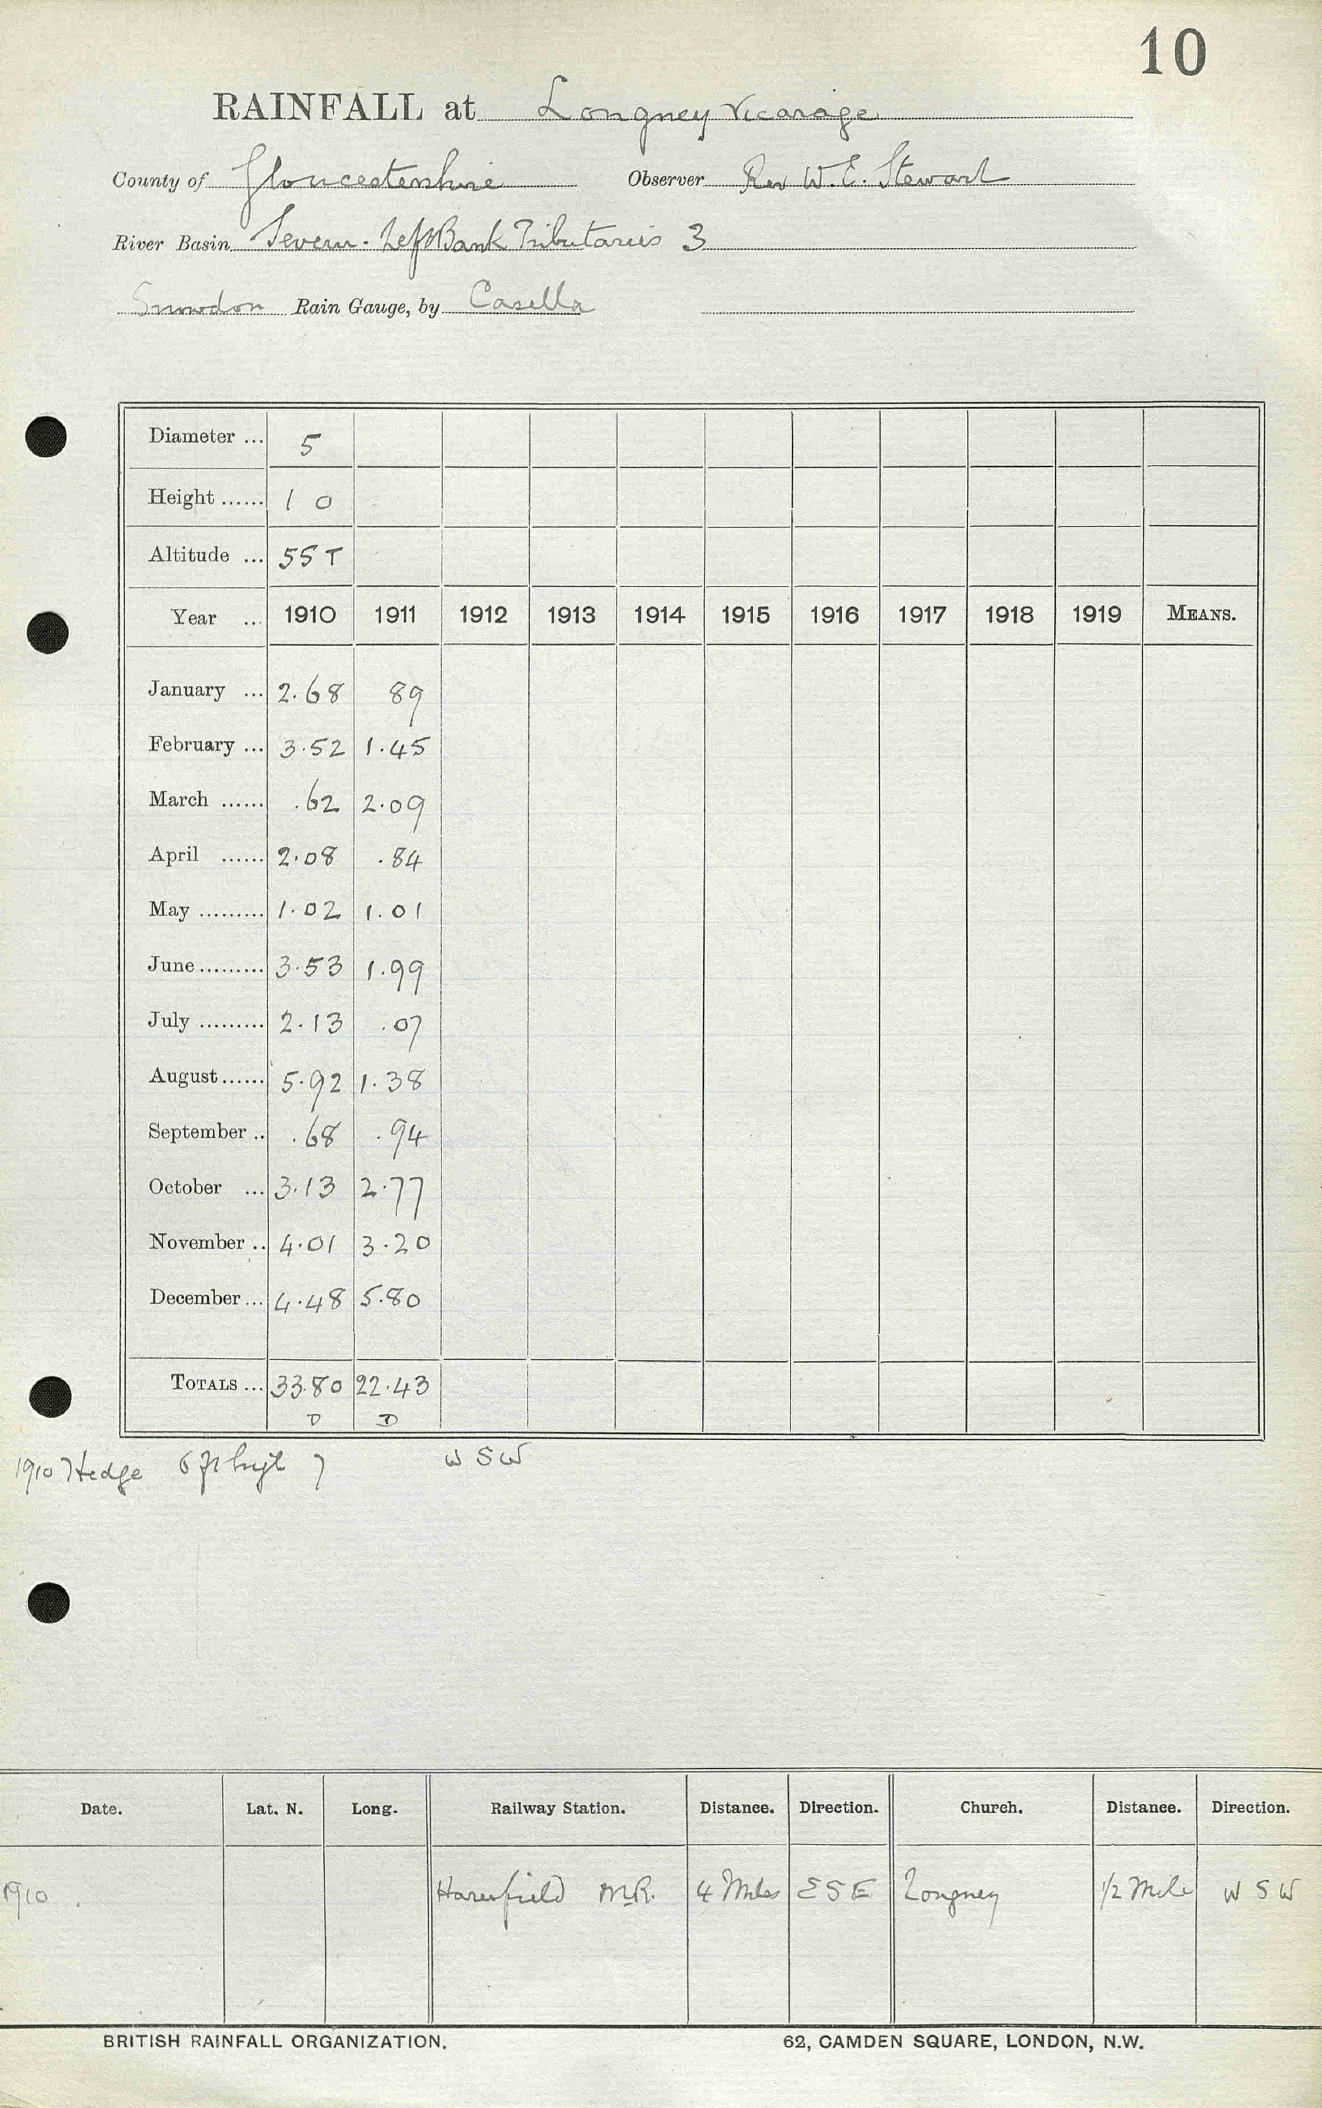 10
RAINFALL at Longney Vicarage
County of Gloucestershire Observer Rev W. E. Stewart
River Basin Severn - Left Bank Tributaries 3
Snowdon Rain Gauge, by Casella
Diameter ... 5
Height ...... 1 0
Altitude ... 55 T
Year ... 1910 1911 1912 1913 1914 1915 1916 1917 1918 1919 MEANS.
January ... 2.68 89
February ... 3.52 1.45
March ...... .62 2.09
April ...... 2.08 .84
May ......... 1.02 1.01
June ......... 3.53 1.99
July ......... 2.13 .07
August ...... 5.92 1.38
September .. .68 .94
October ... 3.13 2.77
November .. 4.01 3.20
December ... 4.48 5.80
TOTALS ... 33.80 22.43
D D
1910 Hedge 6 ft 7 W S W
Date. Lat. N. Long. Railway Station. Distance. Direction. Church. Distance. Direction.
1910 Haresfield M.R. 4 Miles E S E Longney 1/2 Mile W S W
BRITISH RAINFALL ORGANIZATION. 62, CAMDEN SQUARE, LONDON, N.W.